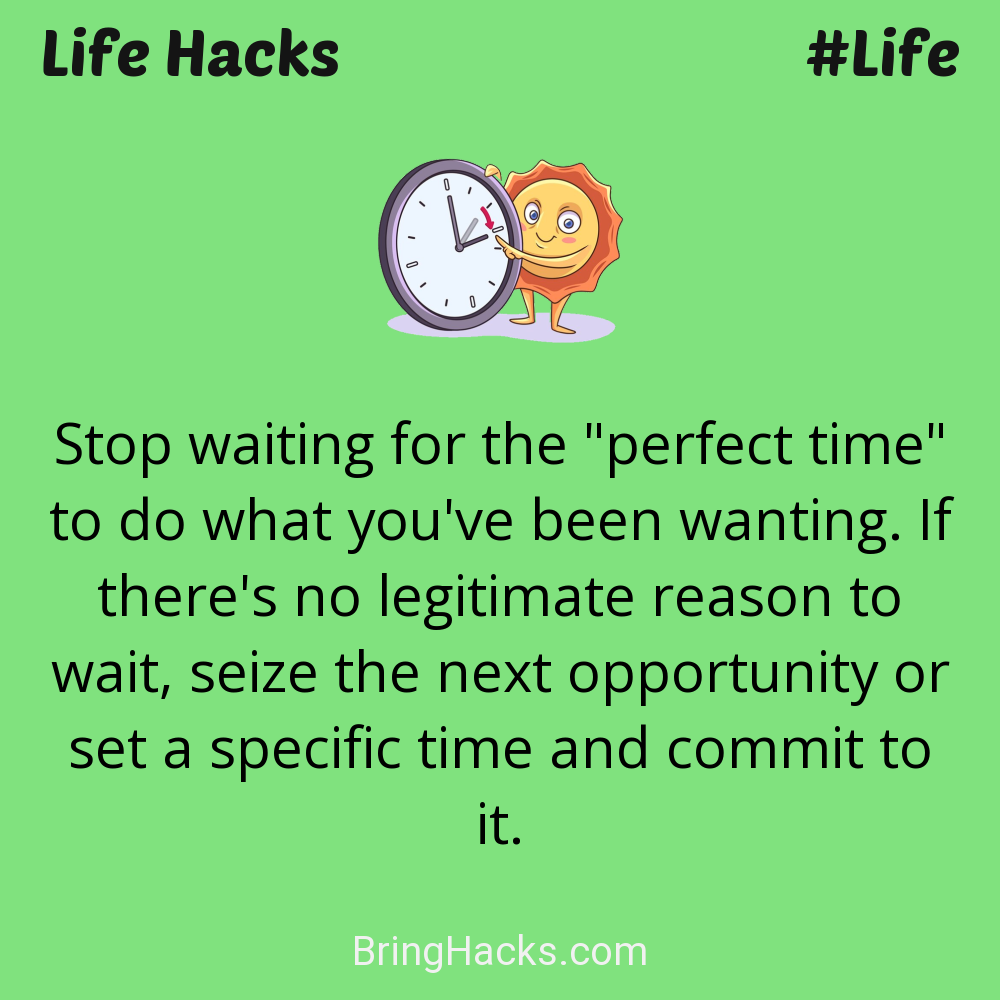 Life Hacks
#Life
Stop waiting for the "perfect time"
to do what you've been wanting. If
there's no legitimate reason to
wait, seize the next opportunity or
set a specific time and commit to
it.
BringHacks.com